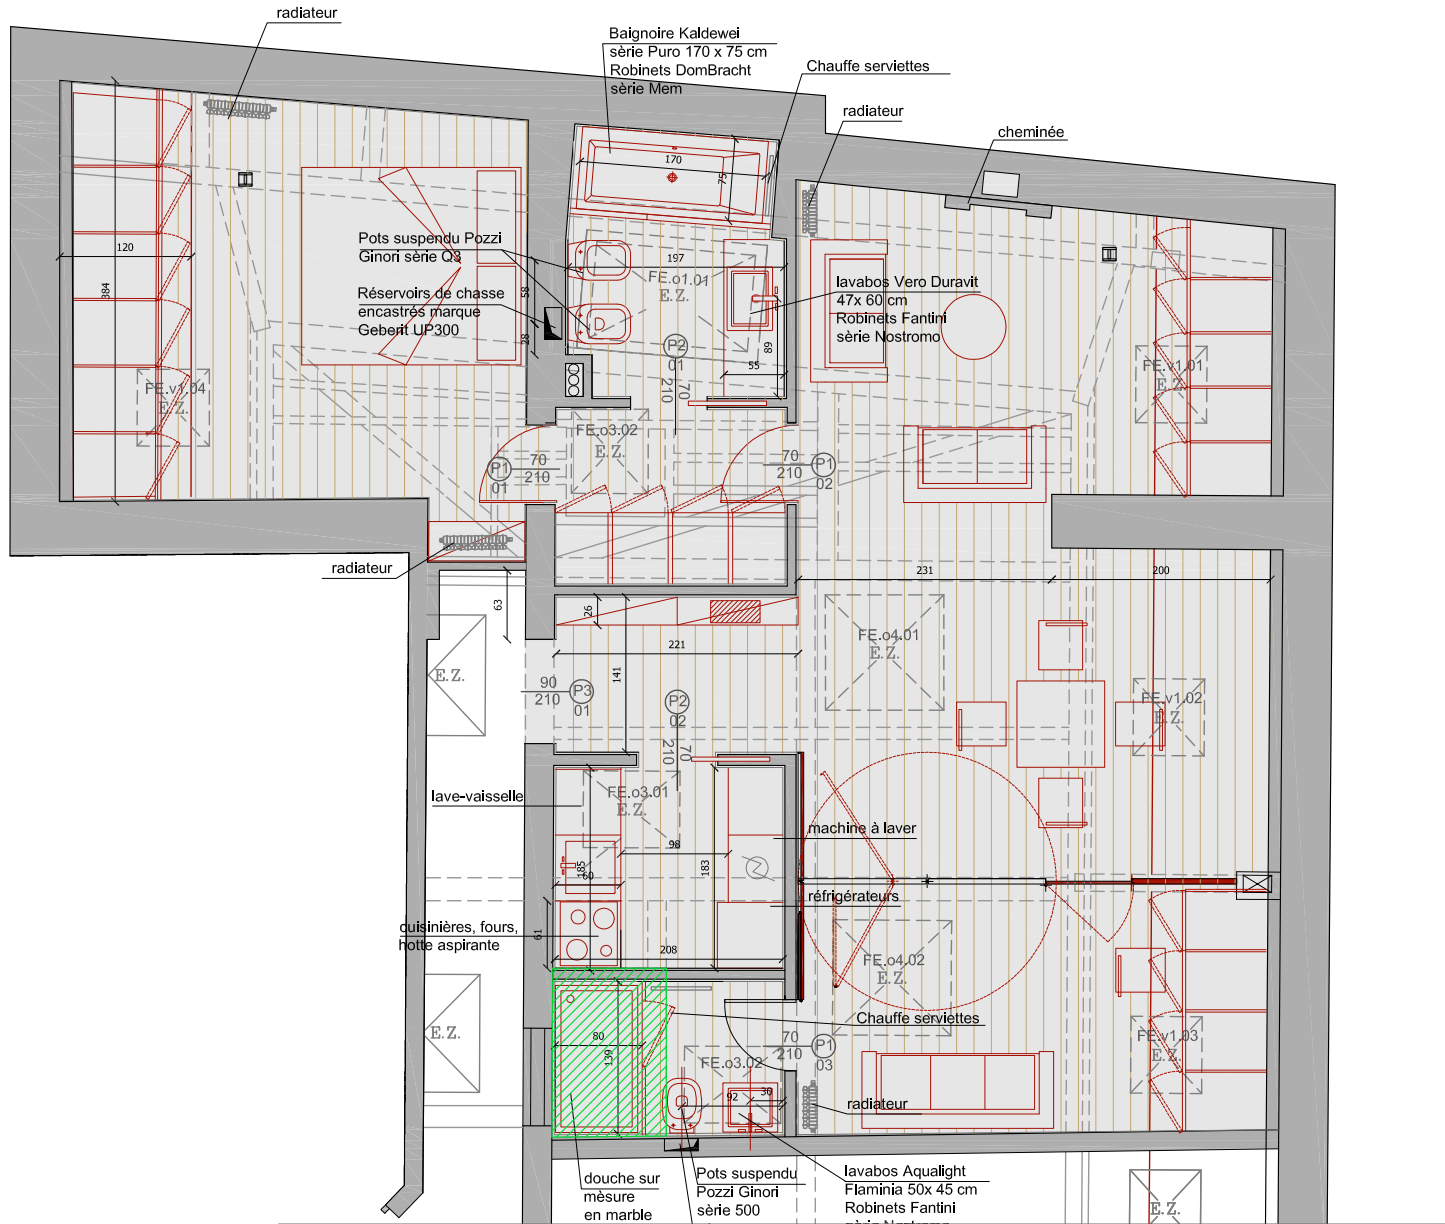 radiateur
Baignoire Kaldewei
sèrie Puro 170 x 75 cm
Robinets DomBracht
sèrie Mem
Chauffe serviettes
radiateur
cheminée
170
75
120
384
Pots suspendu Pozzi
Ginori sèrie Q3
Réservoirs de chasse
encastrés marque
Geberit UP300
58
28
197
FE.o1.01
E.Z.
lavabos Vero Duravit
47x 60 cm
Robinets Fantini
sèrie Nostromo
89
55
P2
01
70
210
FE.v1.04
E.Z.
FE.v1.01
E.Z.
FE.o3.02
E.Z.
P1
01
70
210
70
210
P1
02
radiateur
63
26
231
200
221
141
FE.o4.01
E.Z.
E.Z.
90
210
P3
01
P2
02
70
210
FE.v1.02
E.Z.
lave-vaisselle
FE.o3.01
E.Z.
machine à laver
98
185
60
183
réfrigérateurs
cuisinières, fours,
hotte aspirante
61
208
FE.o4.02
E.Z.
Chauffe serviettes
E.Z.
80
139
FE.o3.02
70
210
P1
03
FE.v1.03
E.Z.
92
30
radiateur
douche sur
mèsure
en marble
Pots suspendu
Pozzi Ginori
sèrie 500
lavabos Aqualight
Flaminia 50x 45 cm
Robinets Fantini
sèrie Nostromo
E.Z.